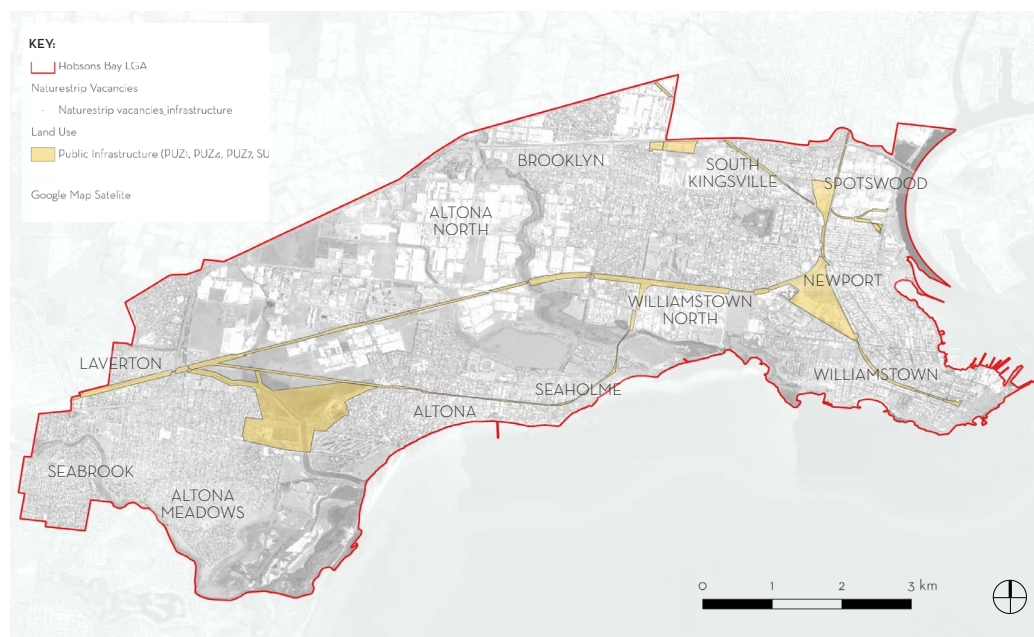 KEY:
Hobsons Bay LGA
Naturestrip Vacancies
Naturestrip vacancies_infrastructure
Land Use
Public Infrastructure (PUZ1, PUZ4, PUZ7, SU
Google Map Satelite
BROOKLYN
SOUTH
KINGSVILLE
SPOTSWOOD
ALTONA
NORTH
NEWPORT
WILLIAMSTOWN
NORTH
LAVERTON
WILLIAMSTOWN
SEAHOLME
ALTONA
SEABROOK
ALTONA
MEADOWS
0 1 2 3 km